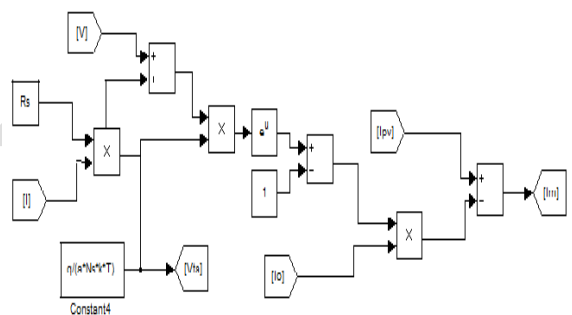 [V]
Rs
[I]
q/(a*Ns*k*T)
Constant4
[Vta]
X
X
e^u
1
[Io]
X
[Ipv]
[Im]